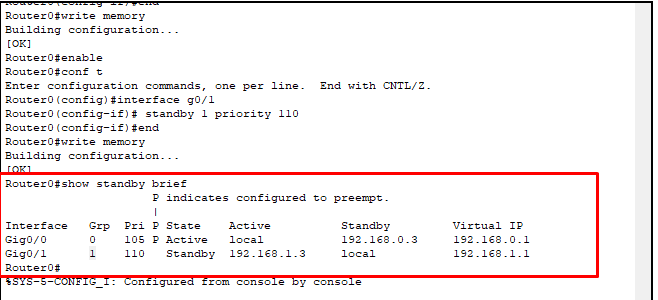 Router0(config-if)#end
Router0#write memory
Building configuration...
[OK]
Router0#enable
Router0#conf t
Enter configuration commands, one per line.  End with CNTL/Z.
Router0(config)#interface g0/1
Router0(config-if)# standby 1 priority 110
Router0(config-if)#end
Router0#write memory
Building configuration...
[OK]
Router0#show standby brief
                     P indicates configured to preempt.
                     |
Interface   Grp  Pri P State    Active          Standby         Virtual IP
Gig0/0      0    105 P Active   local           192.168.0.3     192.168.0.1
Gig0/1      1    110   Standby  192.168.1.3     local           192.168.1.1
Router0#
%SYS-5-CONFIG_I: Configured from console by console